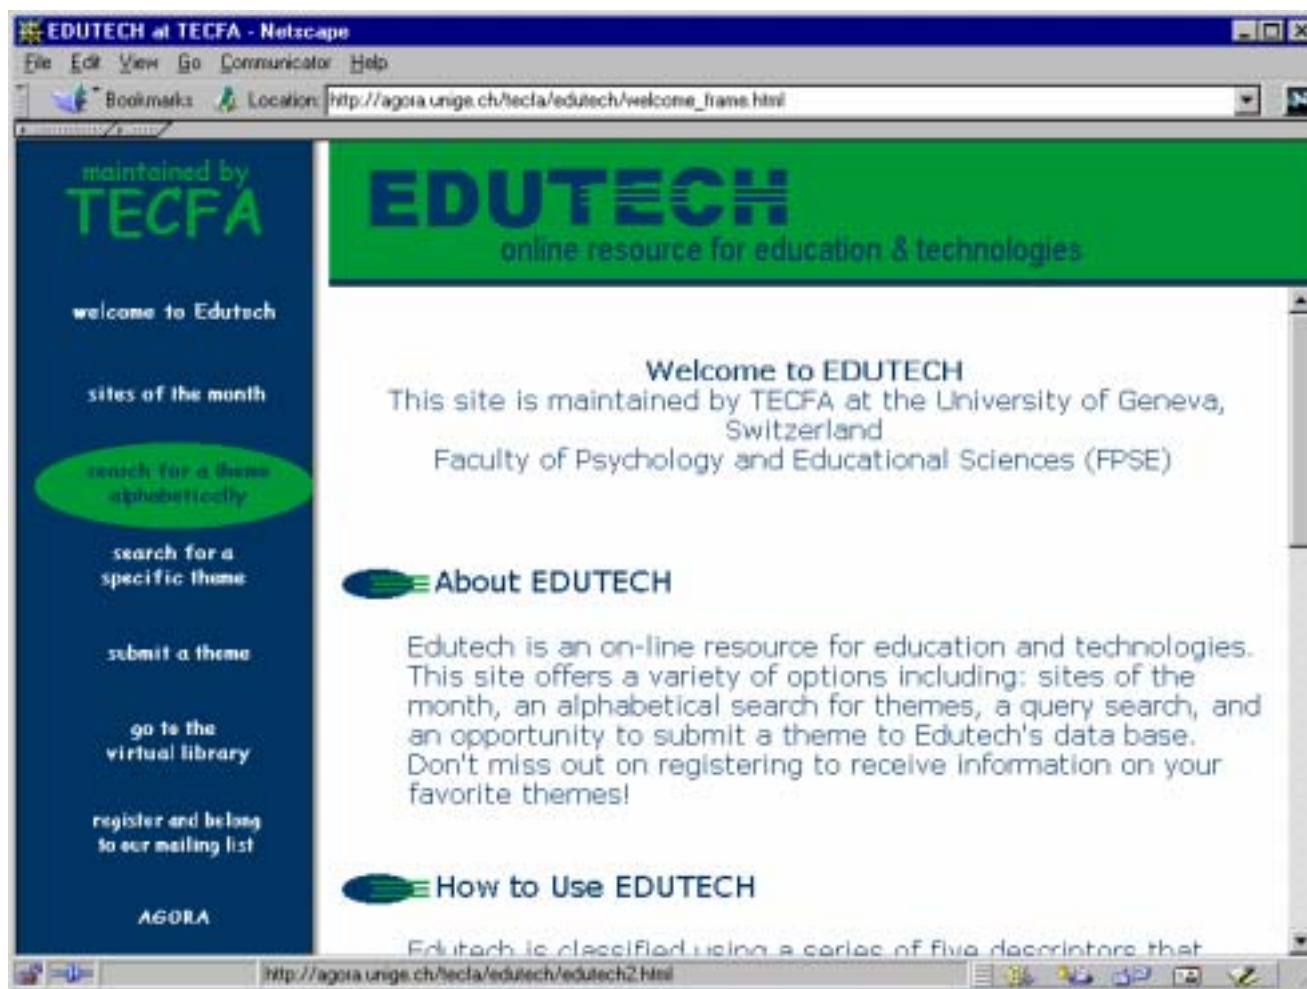 EDUTECH at TECFA - Netscape
File Edit View Go Communicator Help
Bookmarks Location: http://agora.unige.ch/tecfa/edutech/welcome_frame.html
maintained by
TECFA
welcome to Edutech
sites of the month
search for a theme
alphabetically
search for a
specific theme
submit a theme
go to the
virtual library
register and belong
to our mailing list
AGORA
EDUTECH
online resource for education & technologies
Welcome to EDUTECH
This site is maintained by TECFA at the University of Geneva,
Switzerland
Faculty of Psychology and Educational Sciences (FPSE)
About EDUTECH
Edutech is an on-line resource for education and technologies.
This site offers a variety of options including: sites of the
month, an alphabetical search for themes, a query search, and
an opportunity to submit a theme to Edutech's data base.
Don't miss out on registering to receive information on your
favorite themes!
How to Use EDUTECH
Edutech is classified using a series of five descriptors that
http://agora.unige.ch/tecfa/edutech/edutech2.html